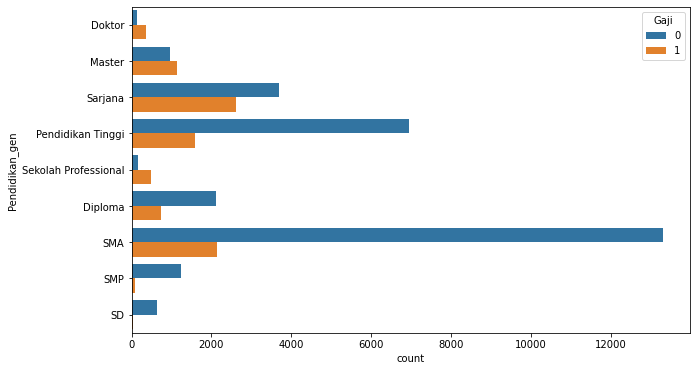 Gaji
0
1
Doktor
Master
Sarjana
Pendidikan Tinggi
Sekolah Professional
Diploma
SMA
SMP
SD
Pendidikan_gen
0 2000 4000 6000 8000 10000 12000
count